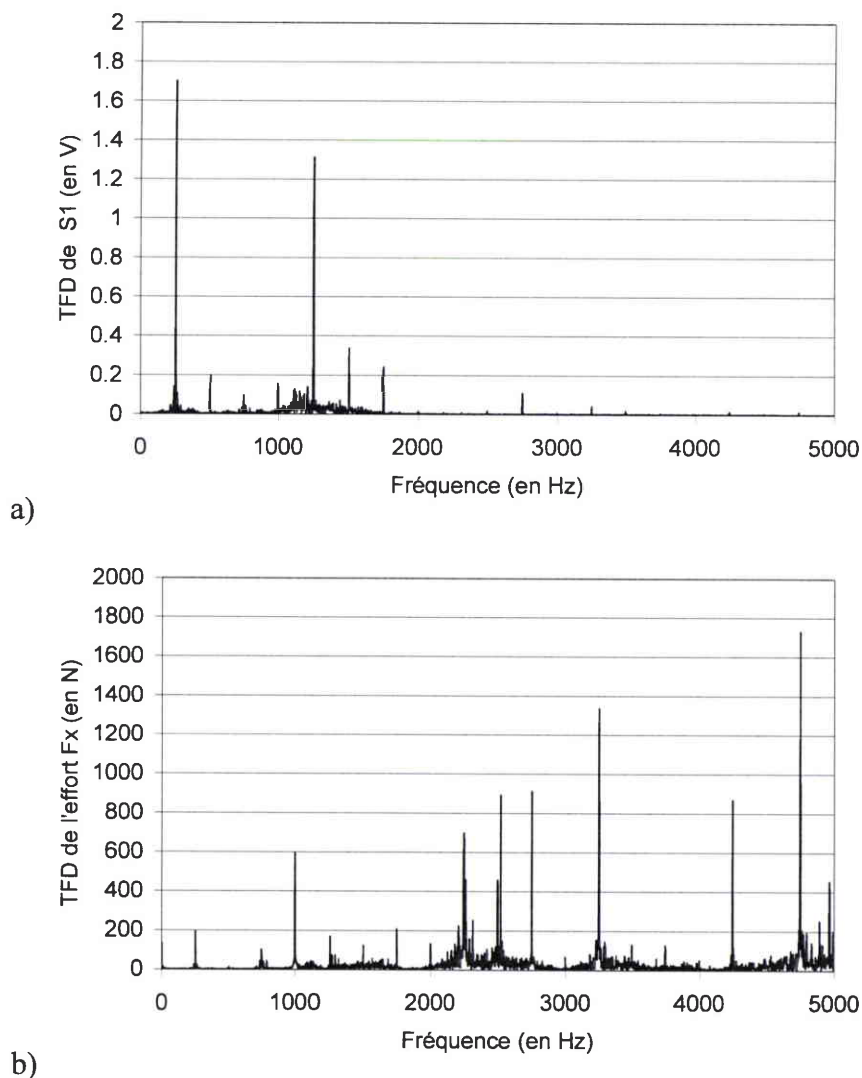 2
1.8
1.6
1.4
1.2
1
0.8
0.6
0.4
0.2
0
TFD de S1 (en V)
0 1000 2000 3000 4000 5000
Fréquence (en Hz)
a)
2000
1800
1600
1400
1200
1000
800
600
400
200
0
TFD de l'effort Fx (en N)
0 1000 2000 3000 4000 5000
Fréquence (en Hz)
b)